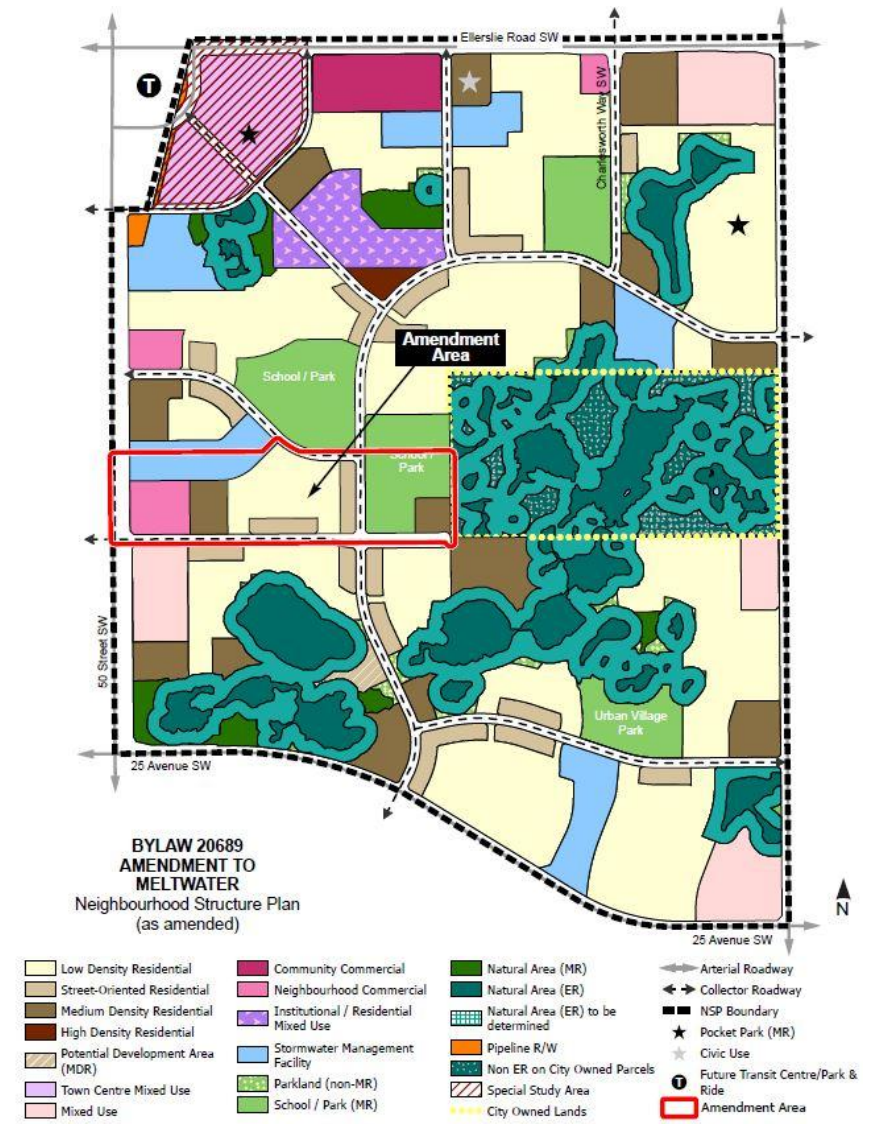 Ellerslie Road SW
T
Charlesworth Way SW
Amendment
Area
School / Park
School /
Park
50 Street SW
Urban Village
Park
25 Avenue SW
BYLAW 20689
AMENDMENT TO
MELTWATER
Neighbourhood Structure Plan
(as amended)
N
25 Avenue SW
Low Density Residential
Street-Oriented Residential
Medium Density Residential
High Density Residential
Potential Development Area
(MDR)
Town Centre Mixed Use
Mixed Use
Community Commercial
Neighbourhood Commercial
Institutional / Residential
Mixed Use
Stormwater Management
Facility
Parkland (non-MR)
School / Park (MR)
Natural Area (MR)
Natural Area (ER)
Natural Area (ER) to be
determined
Pipeline R/W
Non ER on City Owned Parcels
Special Study Area
City Owned Lands
Arterial Roadway
Collector Roadway
NSP Boundary
Pocket Park (MR)
Civic Use
T
Future Transit Centre/Park &
Ride
Amendment Area